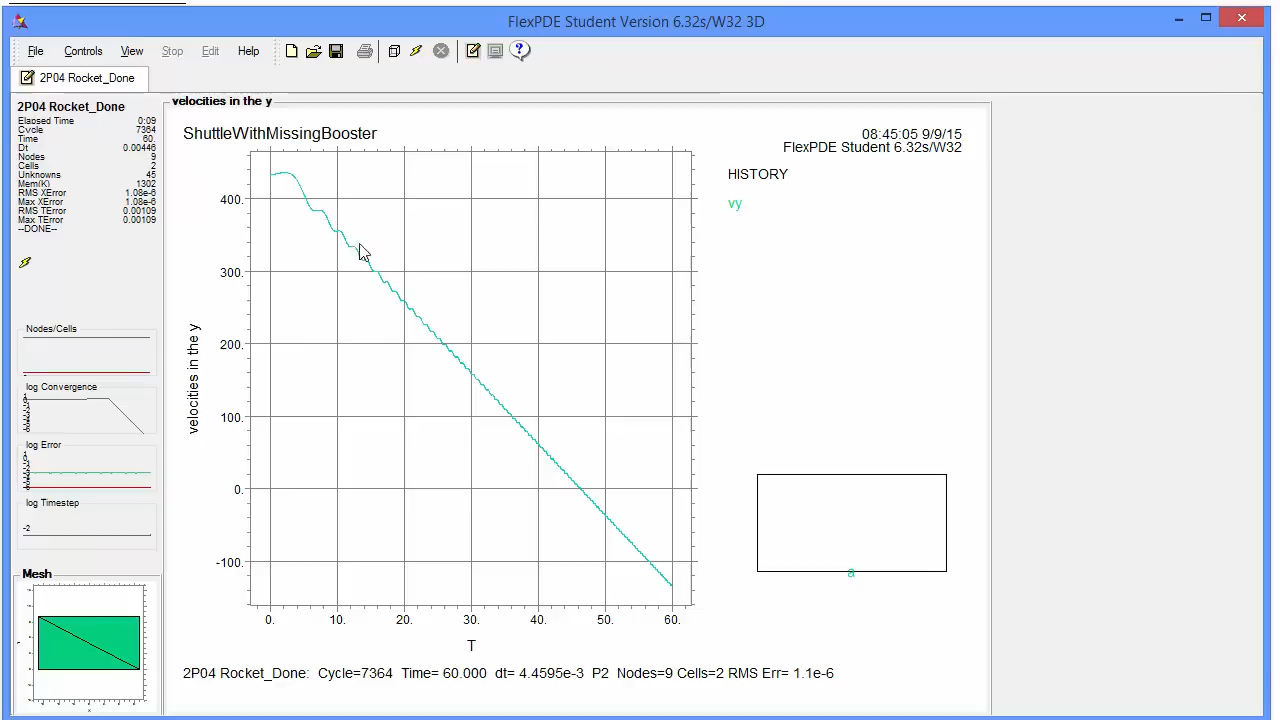 FlexPDE Student Version 6.32s/W32 3D
File Controls View Stop Edit Help
2P04 Rocket_Done
2P04 Rocket_Done
Elapsed Time 0:09
Cycle 7364
Time 60.
Dt 0.00446
Nodes 9
Cells 2
Unknowns 45
Mem(K) 1302
RMS XError 1.08e-6
Max XError 1.08e-6
RMS TError 0.00109
Max TError 0.00109
--DONE--
Nodes/Cells
log Convergence
log Error
log Timestep
-2
Mesh
velocities in the y
ShuttleWithMissingBooster
08:45:05 9/9/15
FlexPDE Student 6.32s/W32
HISTORY
vy
400.
300.
200.
100.
0.
-100.
velocities in the y
0. 10. 20. 30. 40. 50. 60.
T
a
2P04 Rocket_Done: Cycle=7364 Time= 60.000 dt= 4.4595e-3 P2 Nodes=9 Cells=2 RMS Err= 1.1e-6